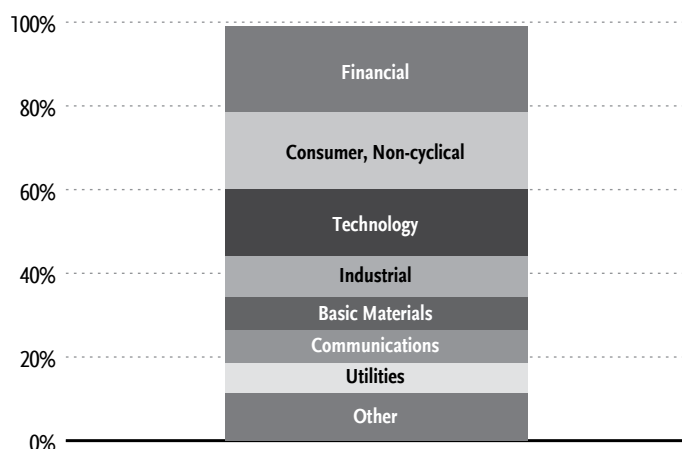 100%
Financial
80%
Consumer, Non-cyclical
60%
Technology
40%
Industrial
Basic Materials
Communications
20%
Utilities
Other
0%